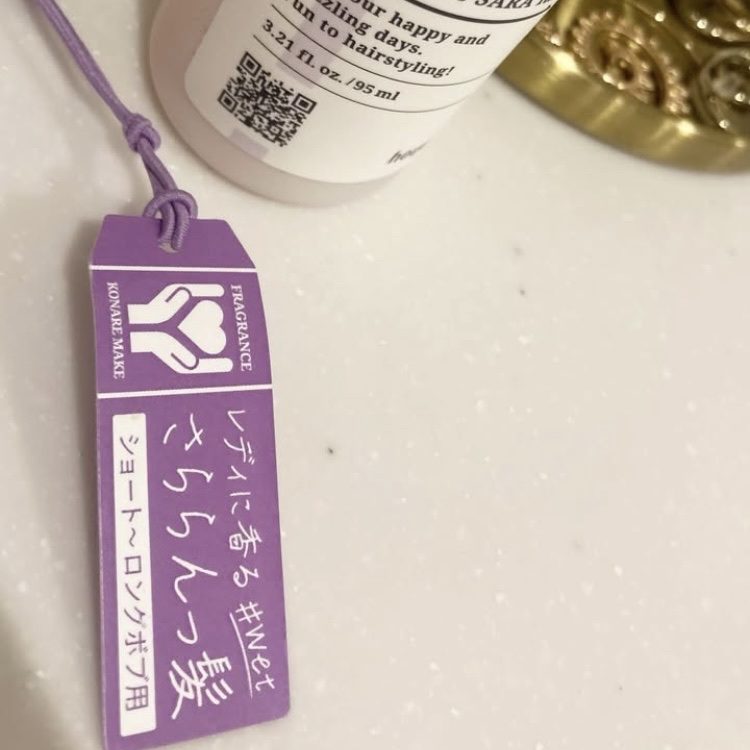 SARA
our happy and
zling days.
un to hairstyling!
3.21 fl. oz. / 95 ml
FRAGRANCE
KONARE MAKE
レディに香る #wet
さららんっ髪
ショート～ロングボブ用